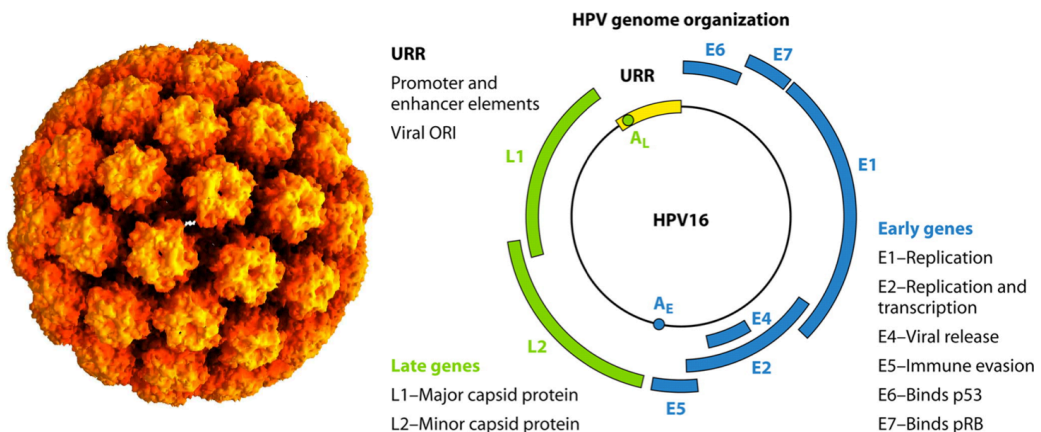 HPV genome organization
URR
Promoter and
enhancer elements
Viral ORI
E6
E7
URR
A_L
L1
E1
HPV16
A_E
E4
L2
E2
E5
Late genes
L1–Major capsid protein
L2–Minor capsid protein
Early genes
E1–Replication
E2–Replication and
transcription
E4–Viral release
E5–Immune evasion
E6–Binds p53
E7–Binds pRB